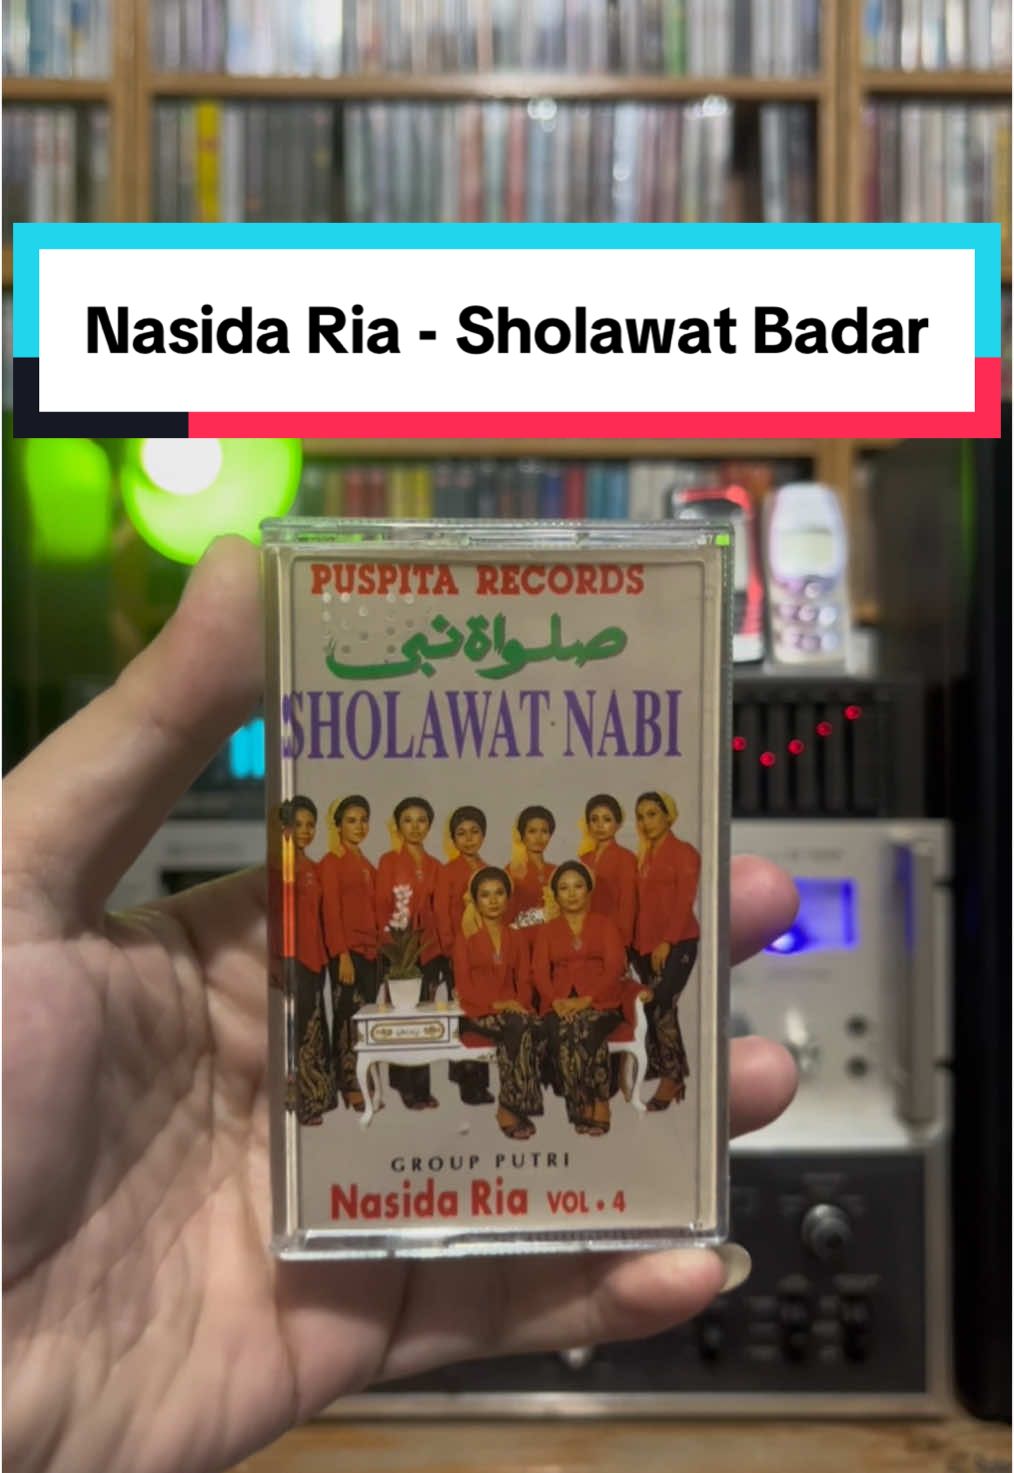 Nasida Ria - Sholawat Badar
PUSPITA RECORDS
صلواة نبي
SHOLAWAT NABI
GROUP PUTRI
Nasida Ria VOL. 4